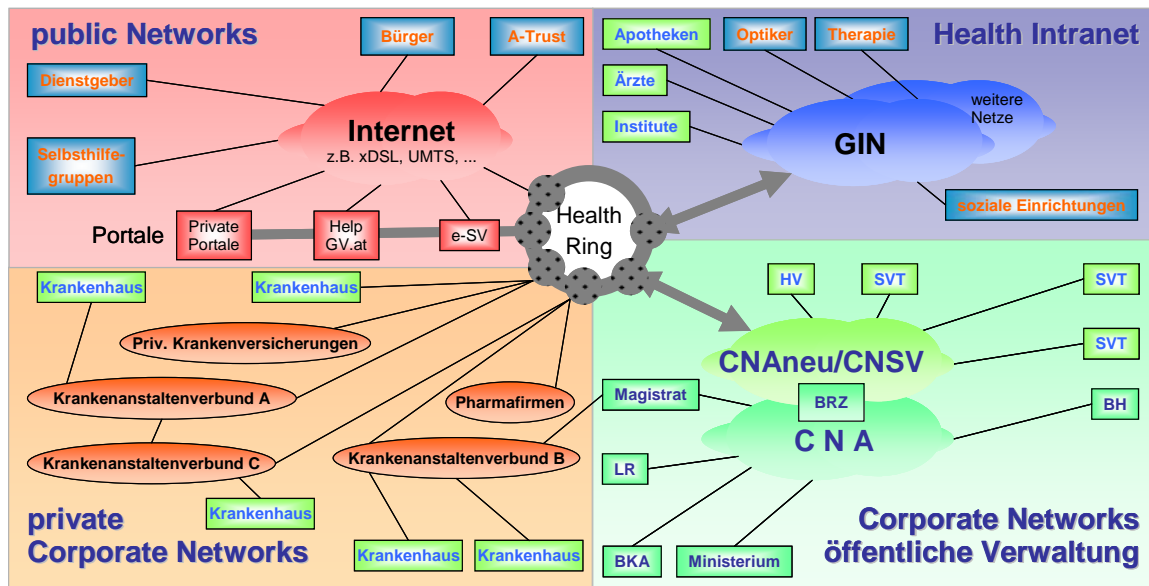 public Networks
Bürger
A-Trust
Dienstgeber
Internet
z.B. xDSL, UMTS, ...
Selbsthilfe-
gruppen
Portale
Private
Portale
Help
GV.at
e-SV
Health
Ring
Health Intranet
Apotheken
Optiker
Therapie
Ärzte
Institute
weitere
Netze
GIN
soziale Einrichtungen
Krankenhaus
Krankenhaus
Priv. Krankenversicherungen
Krankenanstaltenverbund A
Pharmafirmen
Krankenanstaltenverbund C
Krankenanstaltenverbund B
Krankenhaus
Krankenhaus
Krankenhaus
private
Corporate Networks
HV
SVT
SVT
SVT
CNAneu/CNSV
Magistrat
BRZ
BH
C N A
LR
BKA
Ministerium
Corporate Networks
öffentliche Verwaltung